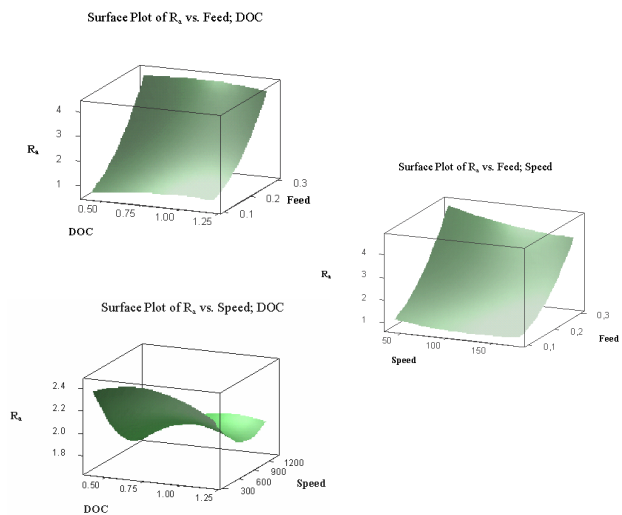 Surface Plot of Ra vs. Feed; DOC
4
3
Ra
2
1
0.50
0.75
1.00
1.25
DOC
0.1
0.2
0.3
Feed
Surface Plot of Ra vs. Feed; Speed
4
3
Ra
2
1
50
100
150
Speed
0,1
0,2
0,3
Feed
Surface Plot of Ra vs. Speed; DOC
2.4
2.2
Ra
2.0
1.8
0.50
0.75
1.00
1.25
DOC
300
600
900
1200
Speed